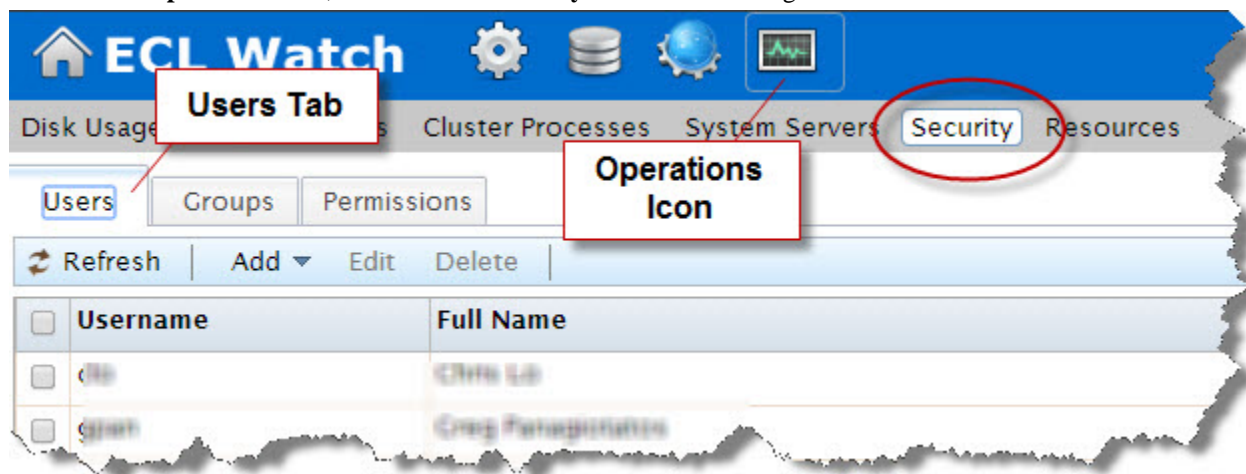 ECL Watch
Users Tab
Disk Usage
Cluster Processes
System Servers
Security
Resources
Operations
Icon
Users
Groups
Permissions
Refresh
Add
Edit
Delete
Username
Full Name